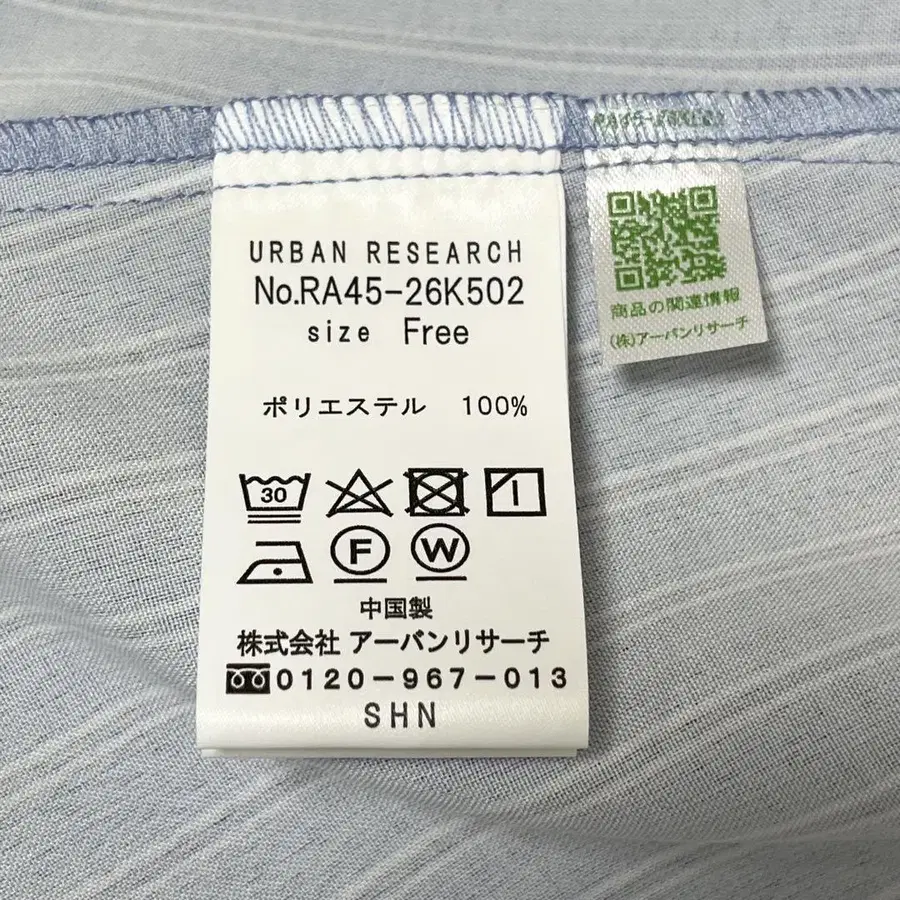 URBAN RESEARCH
No.RA45-26K502
size Free
ポリエステル 100%
30
F W
中国製
株式会社 アーバンリサーチ
0120-967-013
SHN
商品の関連情報
(株)アーバンリサーチ